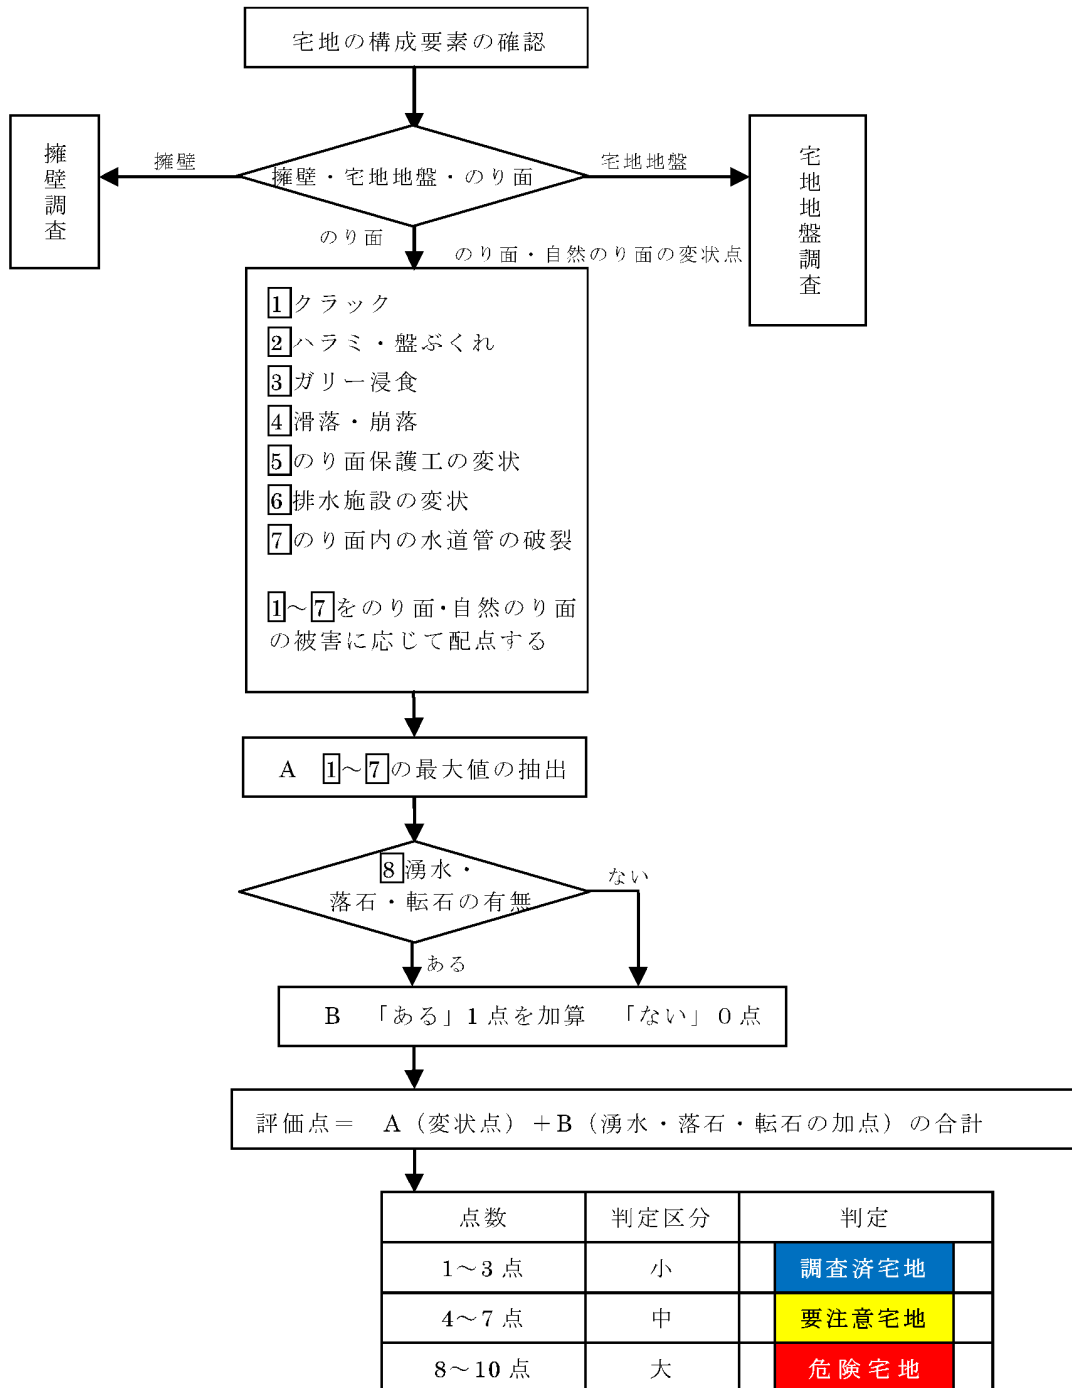 宅地の構成要素の確認
擁壁・宅地地盤・のり面
擁壁
宅地地盤
擁壁調査
宅地地盤調査
のり面
のり面・自然のり面の変状点
1クラック
2ハラミ・盤ぶくれ
3ガリー浸食
4滑落・崩落
5のり面保護工の変状
6排水施設の変状
7のり面内の水道管の破裂
1～7をのり面・自然のり面
の被害に応じて配点する
A　1～7の最大値の抽出
8湧水・
落石・転石の有無
ない
ある
B　「ある」1点を加算　「ない」0点
評価点＝　A（変状点）＋B（湧水・落石・転石の加点）の合計
点数　判定区分　判定
1～3点　小　調査済宅地
4～7点　中　要注意宅地
8～10点　大　危険宅地